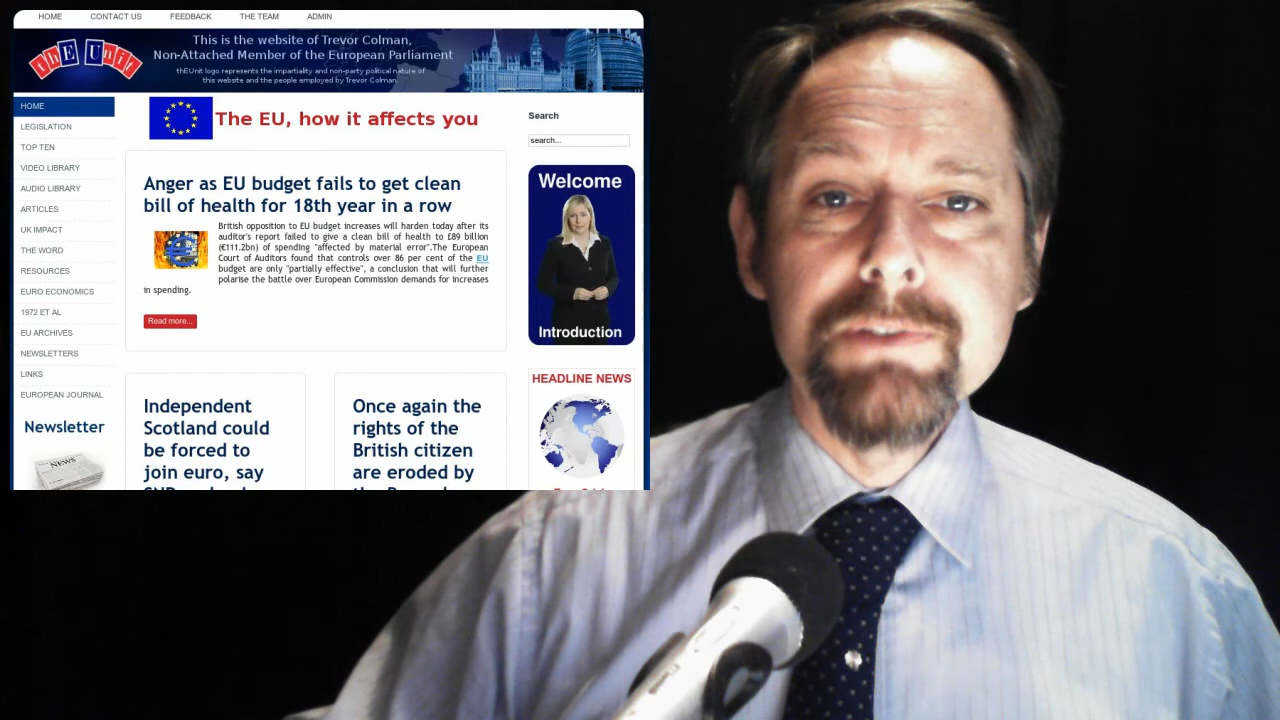 HOME CONTACT US FEEDBACK THE TEAM ADMIN
thEUnit
This is the website of Trevor Colman,
Non-Attached Member of the European Parliament
thEUnit logo represents the impartiality and non-party political nature of
this website and the people employed by Trevor Colman.
HOME
LEGISLATION
TOP TEN
VIDEO LIBRARY
AUDIO LIBRARY
ARTICLES
UK IMPACT
THE WORD
RESOURCES
EURO ECONOMICS
1972 ET AL
EU ARCHIVES
NEWSLETTERS
LINKS
EUROPEAN JOURNAL
Newsletter
NEWS
The EU, how it affects you
Anger as EU budget fails to get clean
bill of health for 18th year in a row
British opposition to EU budget increases will harden today after its
auditor's report failed to give a clean bill of health to £89 billion
(€111.2bn) of spending "affected by material error".The European
Court of Auditors found that controls over 86 per cent of the EU
budget are only "partially effective", a conclusion that will further
polarise the battle over European Commission demands for increases
in spending.
Read more...
Independent
Scotland could
be forced to
join euro, say
Once again the
rights of the
British citizen
are eroded by
Search
search...
Welcome
Introduction
HEADLINE NEWS